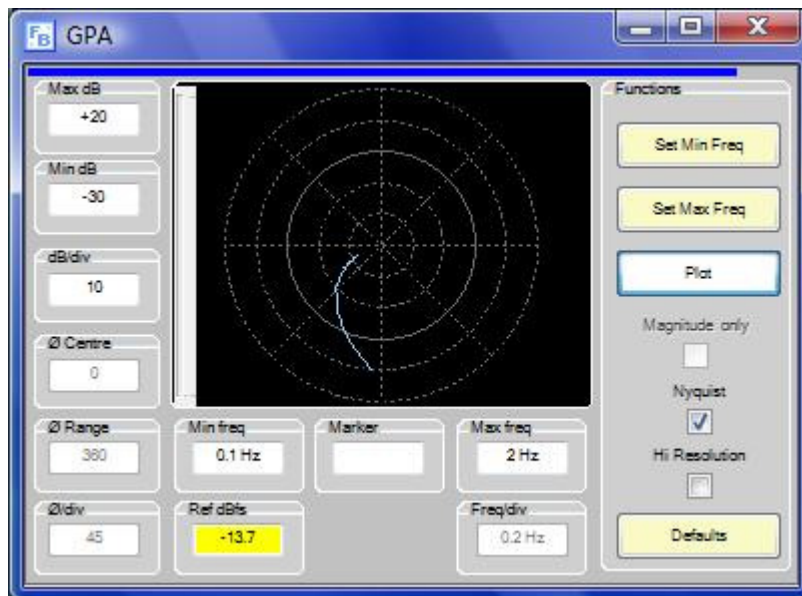 FB GPA
Max dB
+20
Min dB
-30
dB/div
10
Ø Centre
0
Ø Range
360
Ø/div
45
Min freq
0.1 Hz
Marker
Max freq
2 Hz
Ref dBfs
-13.7
Freq/div
0.2 Hz
Functions
Set Min Freq
Set Max Freq
Plot
Magnitude only
Nyquist
Hi Resolution
Defaults